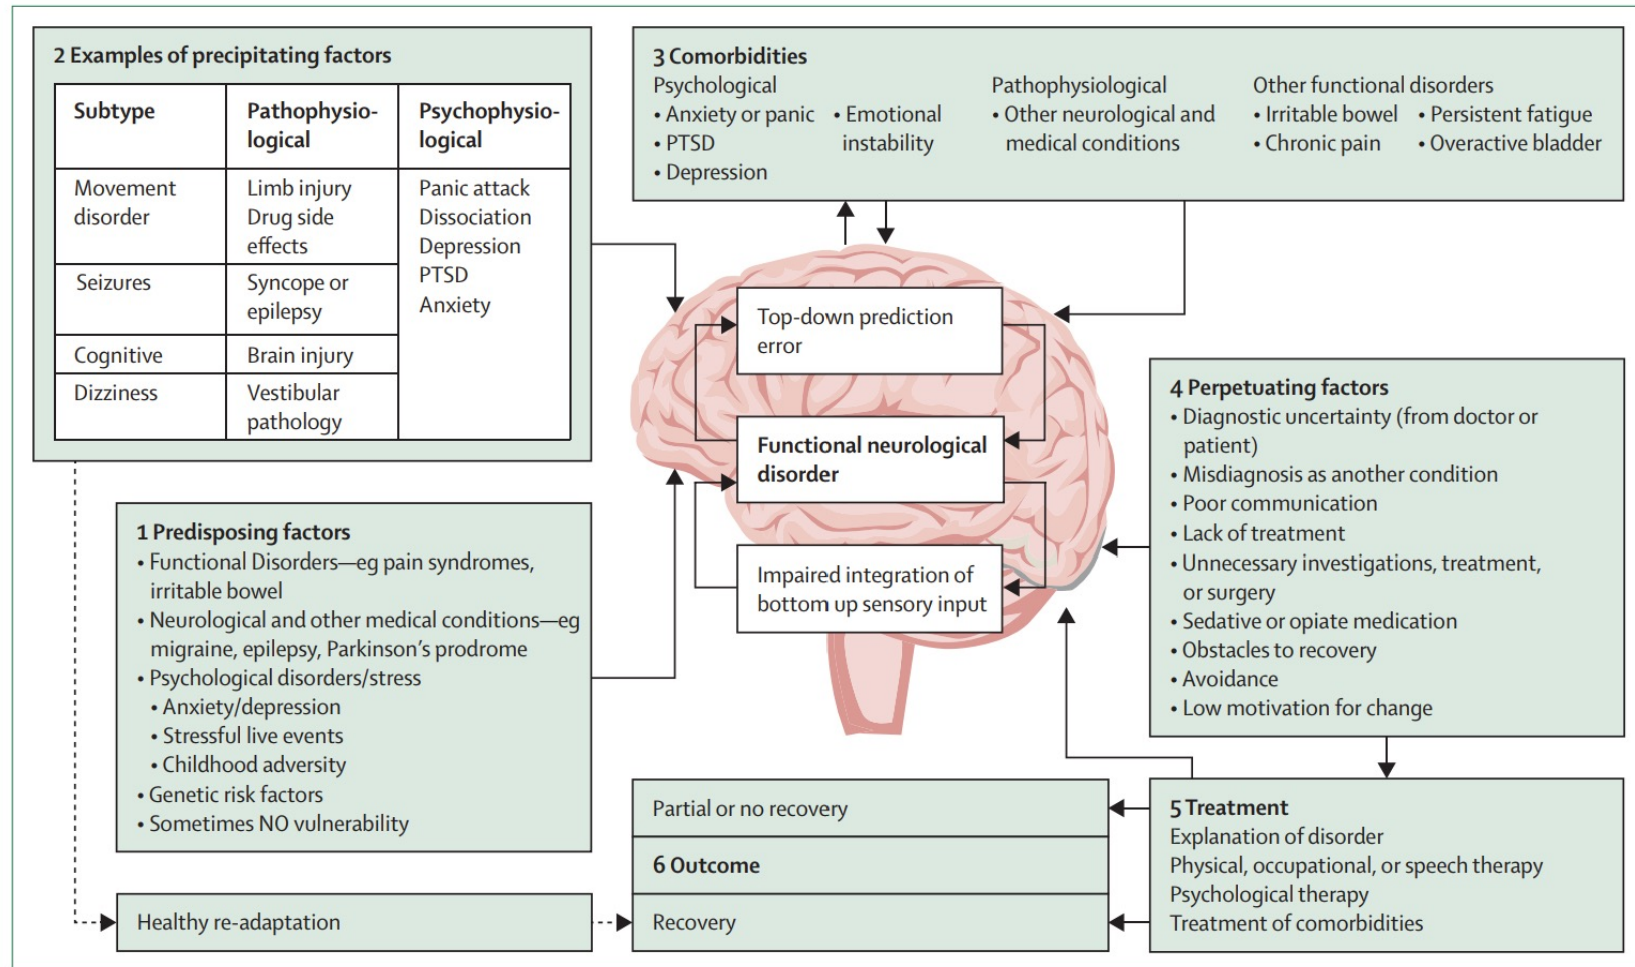 2 Examples of precipitating factors
Subtype
Pathophysio-
logical
Psychophysio-
logical
Movement
disorder
Limb injury
Drug side
effects
Panic attack
Dissociation
Depression
PTSD
Anxiety
Seizures
Syncope or
epilepsy
Cognitive
Brain injury
Dizziness
Vestibular
pathology
3 Comorbidities
Psychological
• Anxiety or panic
• PTSD
• Depression
• Emotional
instability
Pathophysiological
• Other neurological and
medical conditions
Other functional disorders
• Irritable bowel
• Chronic pain
• Persistent fatigue
• Overactive bladder
Top-down prediction
error
Functional neurological
disorder
Impaired integration of
bottom up sensory input
1 Predisposing factors
• Functional Disorders—eg pain syndromes,
irritable bowel
• Neurological and other medical conditions—eg
migraine, epilepsy, Parkinson’s prodrome
• Psychological disorders/stress
• Anxiety/depression
• Stressful live events
• Childhood adversity
• Genetic risk factors
• Sometimes NO vulnerability
4 Perpetuating factors
• Diagnostic uncertainty (from doctor or
patient)
• Misdiagnosis as another condition
• Poor communication
• Lack of treatment
• Unnecessary investigations, treatment,
or surgery
• Sedative or opiate medication
• Obstacles to recovery
• Avoidance
• Low motivation for change
5 Treatment
Explanation of disorder
Physical, occupational, or speech therapy
Psychological therapy
Treatment of comorbidities
Partial or no recovery
6 Outcome
Recovery
Healthy re-adaptation